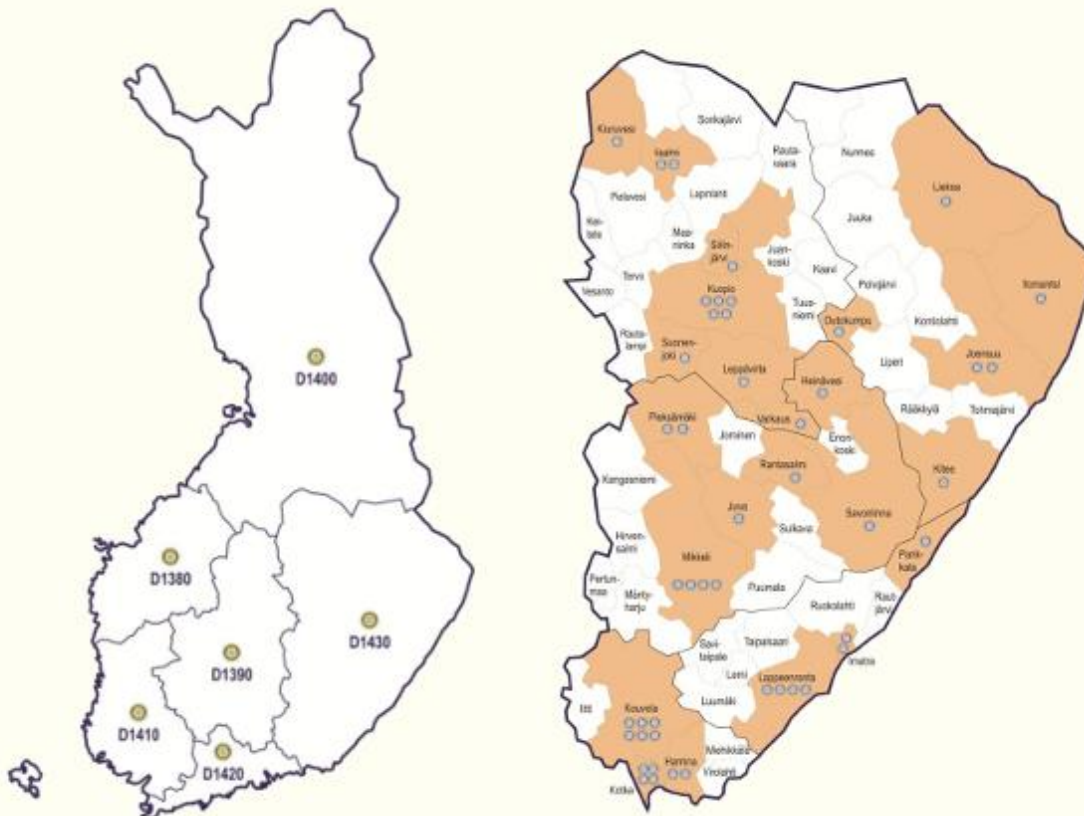 D1400
D1380
D1430
D1390
D1410
D1420
Kiuruvesi
Sonkajärvi
Iisalmi
Rauta-
vaara
Nurmes
Lieksa
Pielavesi
Lapinlahti
Kei-
tele
Maa-
ninka
Siilin-
järvi
Juan-
koski
Juuka
Kaavi
Polvijärvi
Ilomantsi
Vesanto
Tervo
Kuopio
Tuus-
niemi
Outokumpu
Kontiolahti
Rauta-
lampi
Suonen-
joki
Leppävirta
Heinävesi
Liperi
Joensuu
Rääkkylä
Tohmajärvi
Pieksämäki
Varkaus
Joroinen
Enon-
koski
Kitee
Rantasalmi
Kangasniemi
Juva
Savonlinna
Sulkava
Parik-
kala
Hirven-
salmi
Mikkeli
Puumala
Pertun-
maa
Mänty-
harju
Ruokolahti
Raut-
järvi
Savi-
taipale
Taipalsaari
Imatra
Lemi
Lappeenranta
Luumäki
Iitti
Kouvola
Miehikkälä
Hamina
Virolahti
Kotka